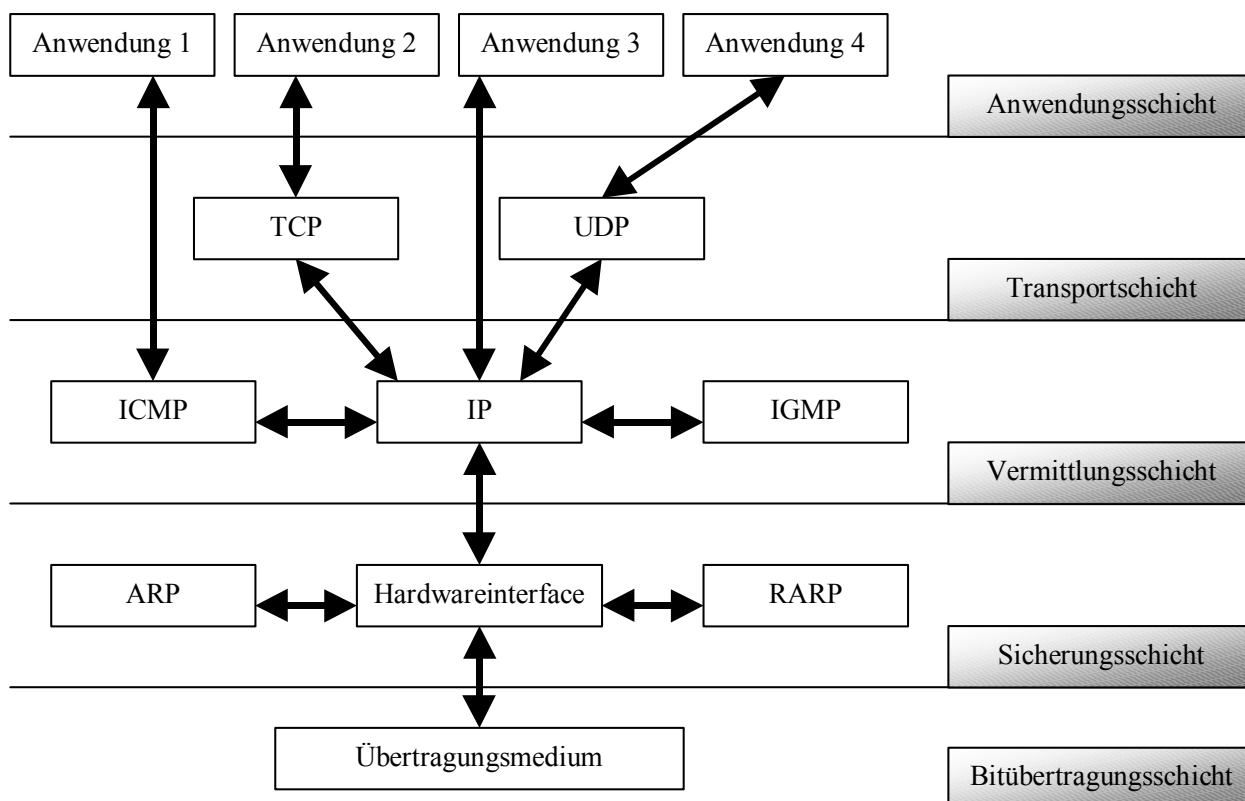 Anwendung 1
Anwendung 2
Anwendung 3
Anwendung 4
Anwendungsschicht
TCP
UDP
Transportschicht
ICMP
IP
IGMP
Vermittlungsschicht
ARP
Hardwareinterface
RARP
Sicherungsschicht
Übertragungsmedium
Bitübertragungsschicht